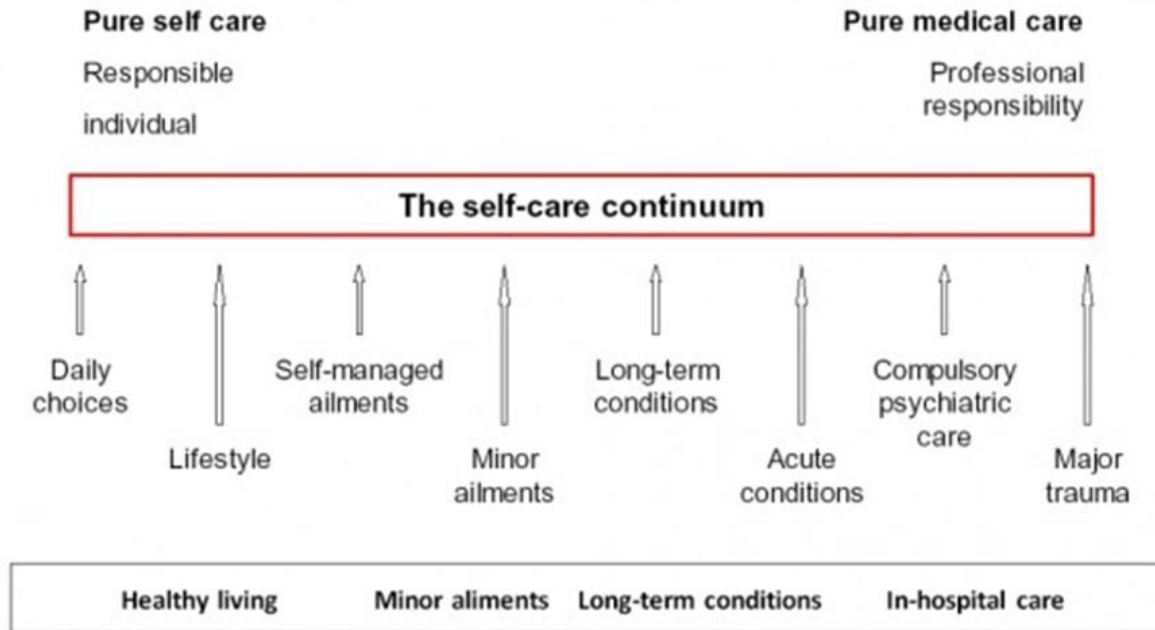 Pure self care
Pure medical care
Responsible
individual
Professional
responsibility
The self-care continuum
Daily
choices
Lifestyle
Self-managed
ailments
Minor
ailments
Long-term
conditions
Acute
conditions
Compulsory
psychiatric
care
Major
trauma
Healthy living
Minor aliments
Long-term conditions
In-hospital care